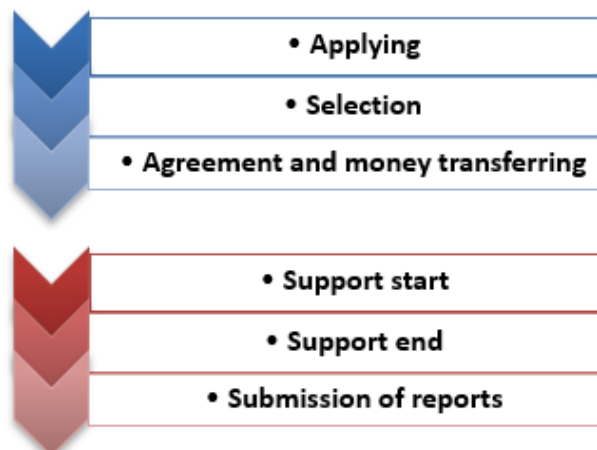 • Applying
• Selection
• Agreement and money transferring
• Support start
• Support end
• Submission of reports